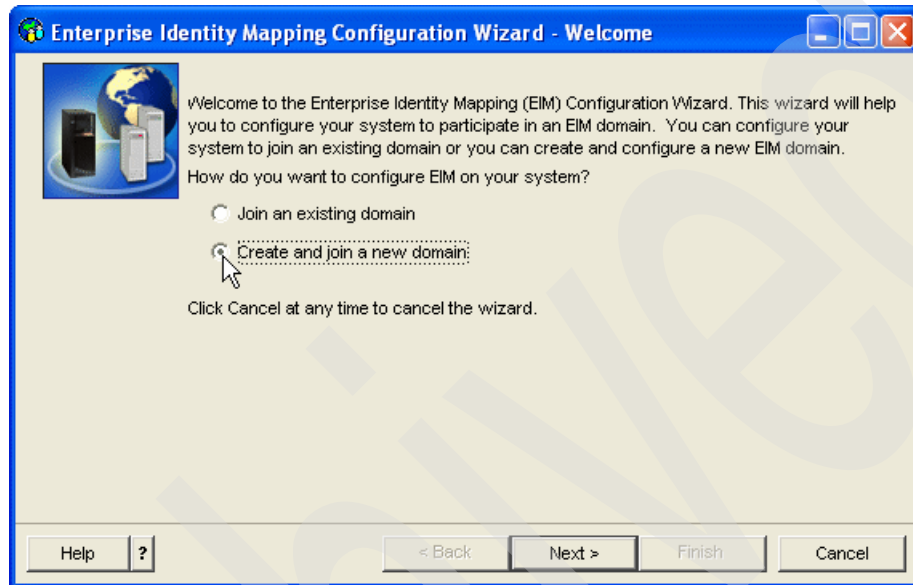 Enterprise Identity Mapping Configuration Wizard - Welcome
Welcome to the Enterprise Identity Mapping (EIM) Configuration Wizard. This wizard will help
you to configure your system to participate in an EIM domain. You can configure your
system to join an existing domain or you can create and configure a new EIM domain.
How do you want to configure EIM on your system?
Join an existing domain
Create and join a new domain
Click Cancel at any time to cancel the wizard.
Help ? < Back Next > Finish Cancel